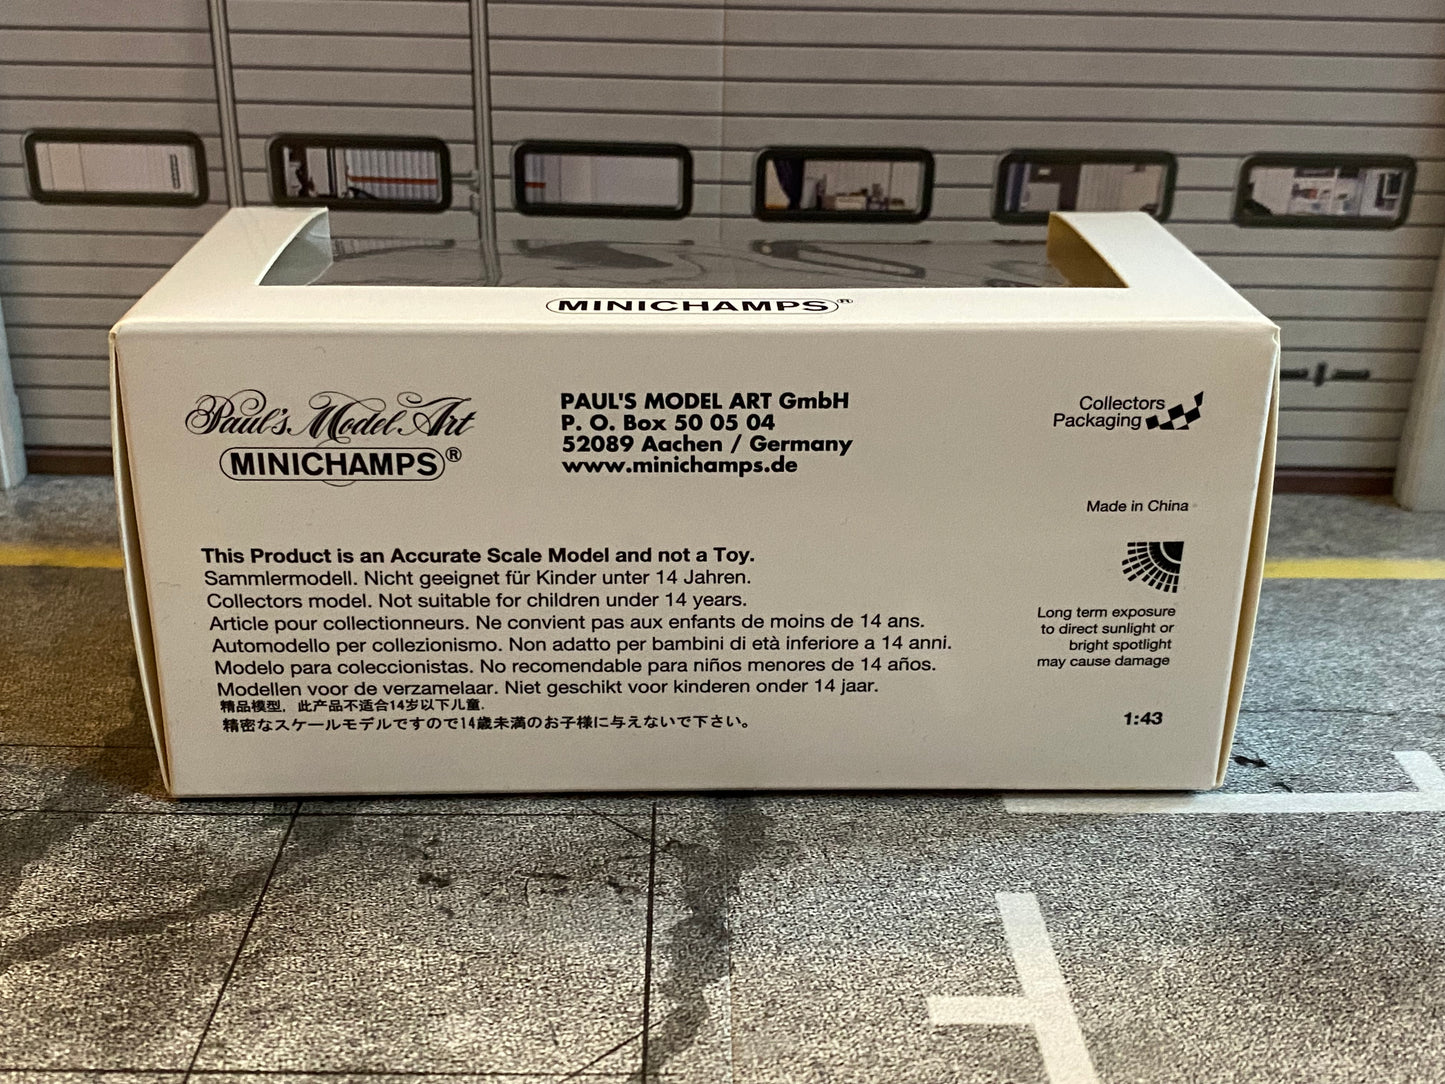 MINICHAMPS®
Paul's Model Art
MINICHAMPS®
PAUL'S MODEL ART GmbH
P. O. Box 50 05 04
52089 Aachen / Germany
www.minichamps.de
Collectors
Packaging
Made in China
This Product is an Accurate Scale Model and not a Toy.
Sammlermodell. Nicht geeignet für Kinder unter 14 Jahren.
Collectors model. Not suitable for children under 14 years.
Article pour collectionneurs. Ne convient pas aux enfants de moins de 14 ans.
Automodello per collezionismo. Non adatto per bambini di età inferiore a 14 anni.
Modelo para coleccionistas. No recomendable para niños menores de 14 años.
Modellen voor de verzamelaar. Niet geschikt voor kinderen onder 14 jaar.
精品模型，此产品不适合14岁以下儿童.
精密なスケールモデルですので14歳未満のお子様に与えないで下さい。
Long term exposure
to direct sunlight or
bright spotlight
may cause damage
1:43